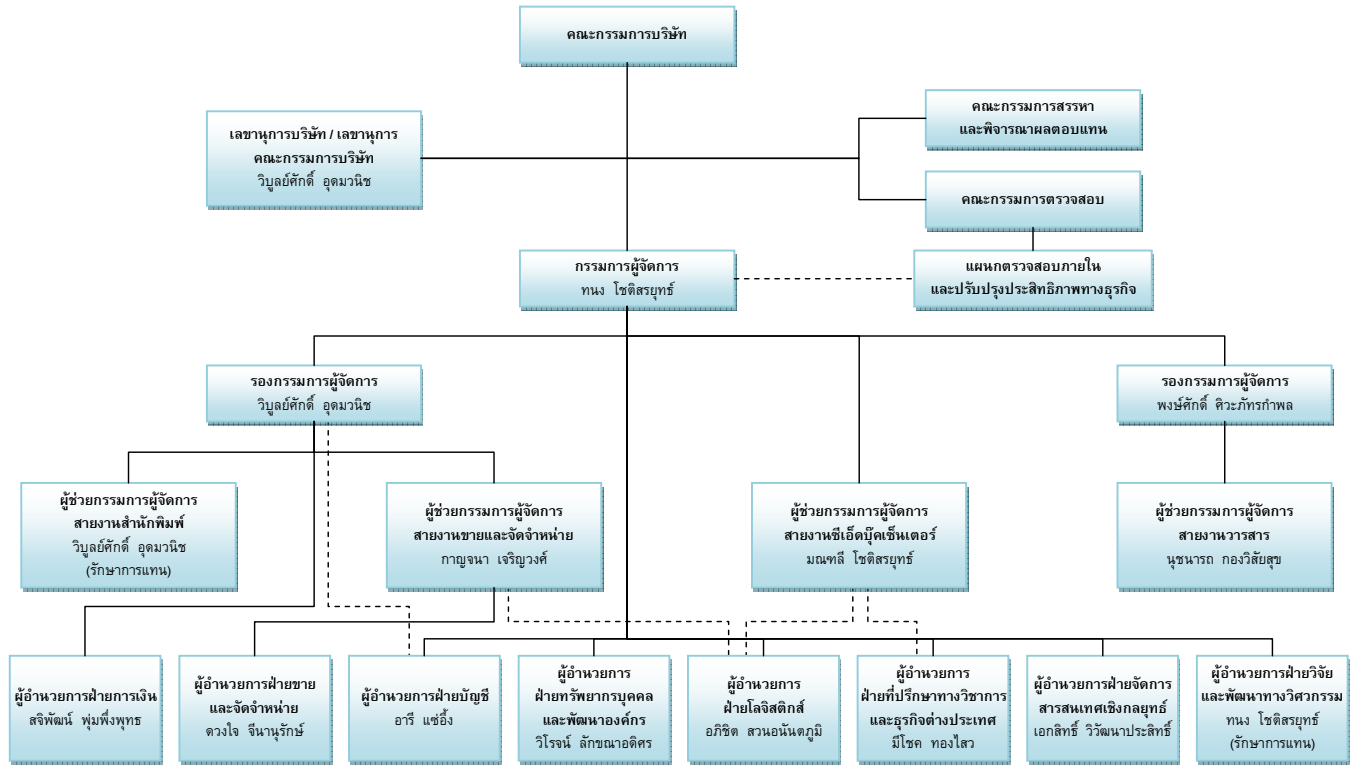 คณะกรรมการบริษัท
เลขานุการบริษัท / เลขานุการ
คณะกรรมการบริษัท
วิบูลย์ศักดิ์ อุดมวนิช
คณะกรรมการสรรหา
และพิจารณาผลตอบแทน
คณะกรรมการตรวจสอบ
กรรมการผู้จัดการ
ทนง โชติสรยุทธ์
แผนกตรวจสอบภายใน
และปรับปรุงประสิทธิภาพทางธุรกิจ
รองกรรมการผู้จัดการ
วิบูลย์ศักดิ์ อุดมวนิช
รองกรรมการผู้จัดการ
พงษ์ศักดิ์ ศิวะภัทรกำพล
ผู้ช่วยกรรมการผู้จัดการ
สายงานสำนักพิมพ์
วิบูลย์ศักดิ์ อุดมวนิช
(รักษาการแทน)
ผู้ช่วยกรรมการผู้จัดการ
สายงานขายและจัดจำหน่าย
กาญจนา เจริญวงศ์
ผู้ช่วยกรรมการผู้จัดการ
สายงานซีเอ็ดบุ๊คเซ็นเตอร์
มณฑลี โชติสรยุทธ์
ผู้ช่วยกรรมการผู้จัดการ
สายงานวารสาร
นุชนารถ กองวิสัยสุข
ผู้อำนวยการฝ่ายการเงิน
สจิพัฒน์ พุ่มพึ่งพุทธ
ผู้อำนวยการฝ่ายขาย
และจัดจำหน่าย
ดวงใจ จีนานุรักษ์
ผู้อำนวยการฝ่ายบัญชี
อารี แซ่อึ้ง
ผู้อำนวยการ
ฝ่ายทรัพยากรบุคคล
และพัฒนาองค์กร
วิโรจน์ ลักขณาอดิศร
ผู้อำนวยการ
ฝ่ายโลจิสติกส์
อภิชิต สวนอนันตภูมิ
ผู้อำนวยการ
ฝ่ายที่ปรึกษาทางวิชาการ
และธุรกิจต่างประเทศ
มีโชค ทองไสว
ผู้อำนวยการฝ่ายจัดการ
สารสนเทศเชิงกลยุทธ์
เอกสิทธิ์ วิวัฒนาประสิทธิ์
ผู้อำนวยการฝ่ายวิจัย
และพัฒนาทางวิศวกรรม
ทนง โชติสรยุทธ์
(รักษาการแทน)